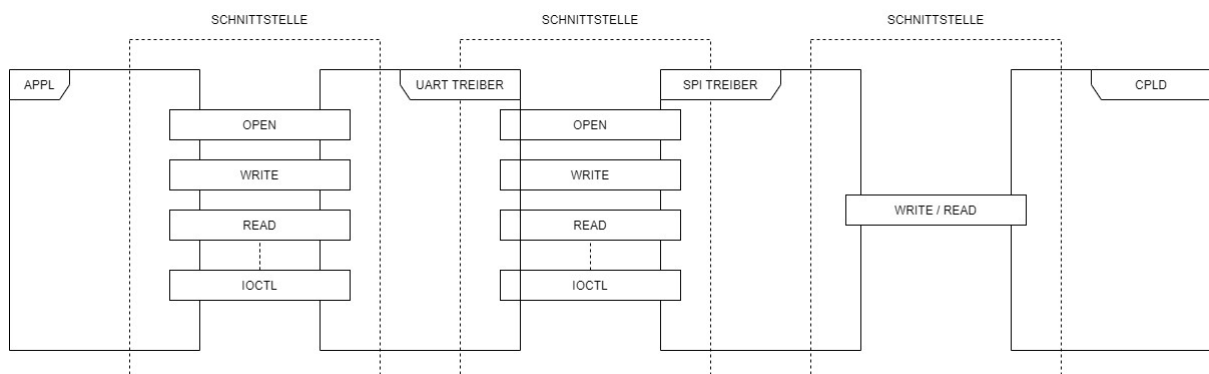 SCHNITTSTELLE
SCHNITTSTELLE
SCHNITTSTELLE
APPL
UART TREIBER
SPI TREIBER
CPLD
OPEN
OPEN
WRITE
WRITE
WRITE / READ
READ
READ
IOCTL
IOCTL